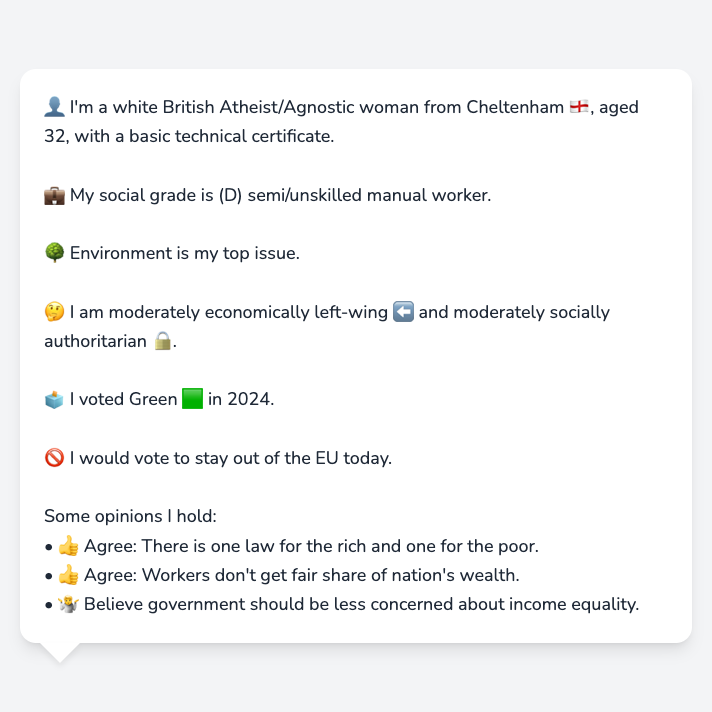 👤 I'm a white British Atheist/Agnostic woman from Cheltenham 🏴󠁧󠁢󠁥󠁮󠁧󠁿, aged
32, with a basic technical certificate.
💼 My social grade is (D) semi/unskilled manual worker.
🌳 Environment is my top issue.
🤔 I am moderately economically left-wing ⬅️ and moderately socially
authoritarian 🔒.
🗳️ I voted Green 🟩 in 2024.
🚫 I would vote to stay out of the EU today.
Some opinions I hold:
• 👍 Agree: There is one law for the rich and one for the poor.
• 👍 Agree: Workers don't get fair share of nation's wealth.
• 🤷‍♀️ Believe government should be less concerned about income equality.